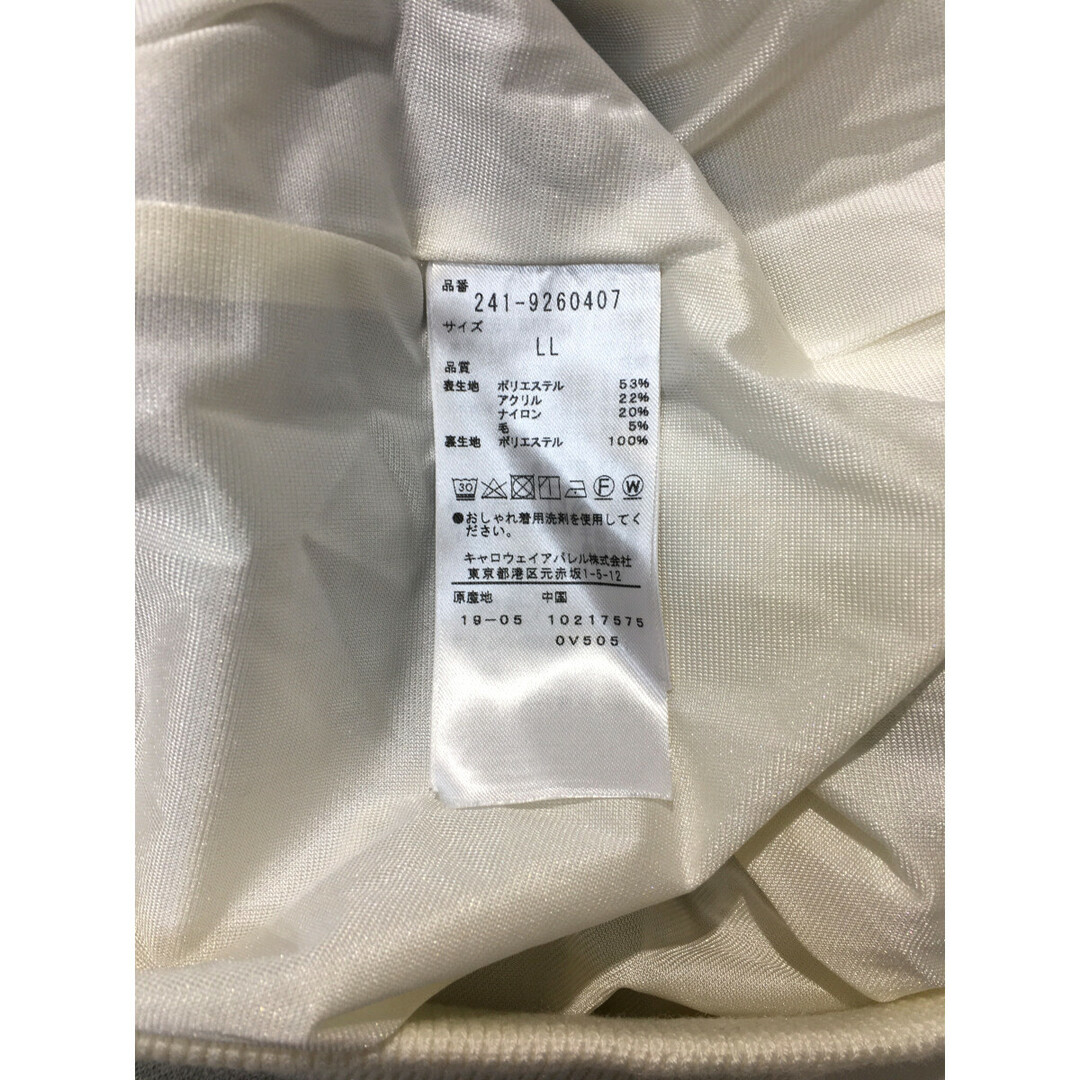 品番
241-9260407
サイズ
LL
品質
表生地 ポリエステル 53%
アクリル 22%
ナイロン 20%
毛 5%
裏生地 ポリエステル 100%
30 F W
●おしゃれ着用洗剤を使用してく
ださい。
キャロウェイアパレル株式会社
東京都港区元赤坂1-5-12
原産地 中国
19-05 10217575
0V505